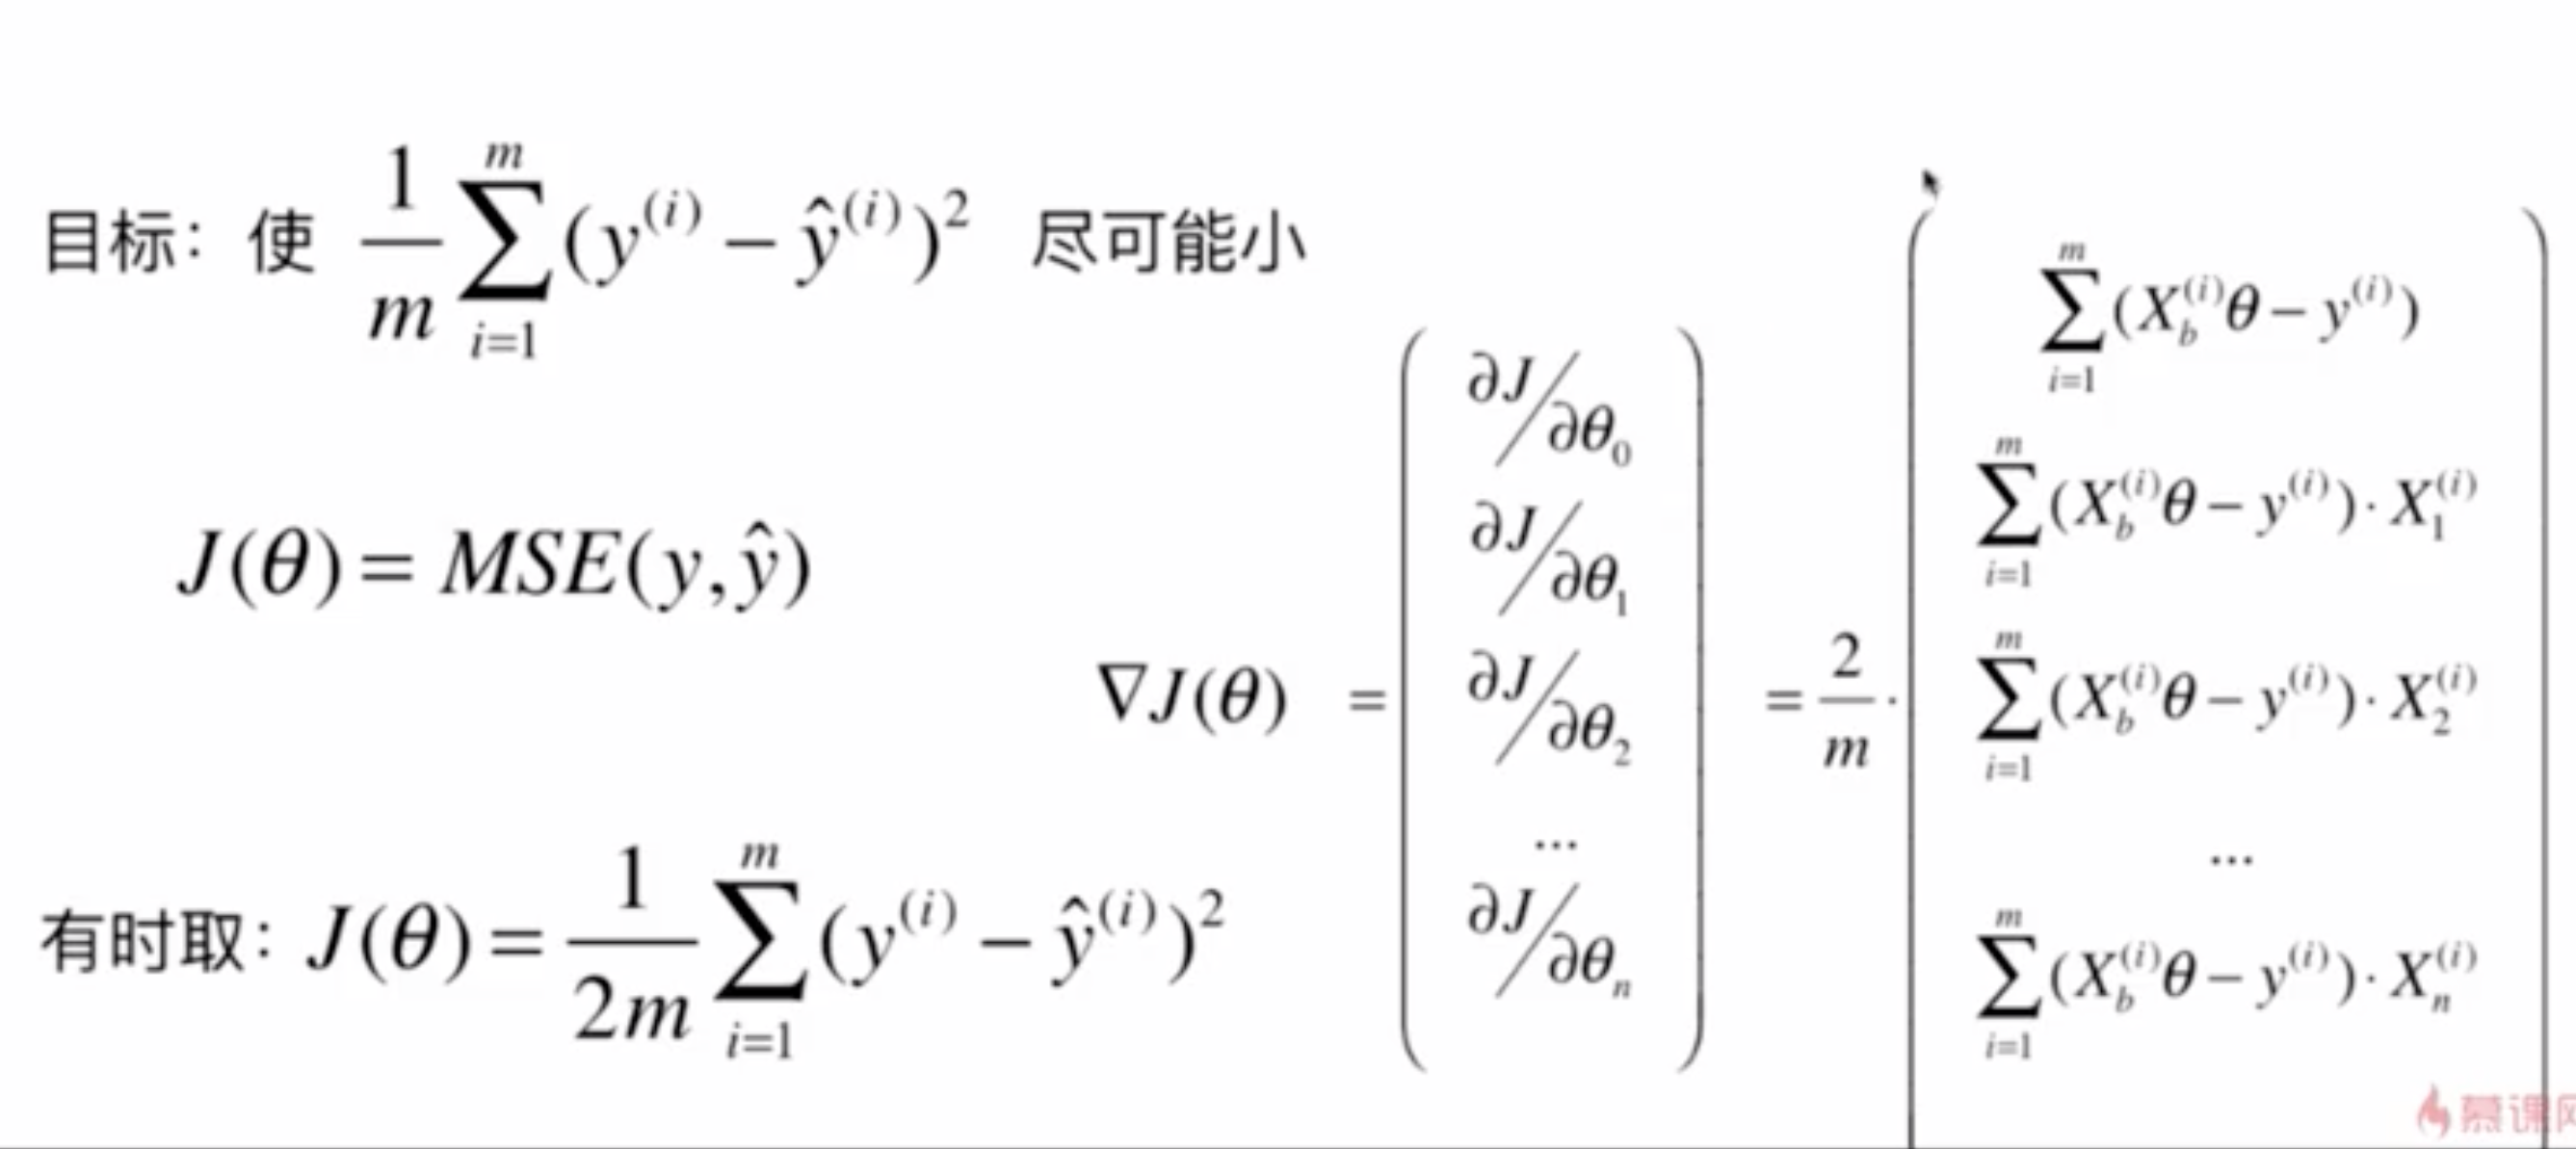 目标：使 $\frac{1}{m}\sum_{i=1}^{m}(y^{(i)}-\hat{y}^{(i)})^2$ 尽可能小
$J(\theta)=MSE(y,\hat{y})$
$\nabla J(\theta)=\begin{pmatrix}\partial J/\partial\theta_0\\\partial J/\partial\theta_1\\\partial J/\partial\theta_2\\\cdots\\\partial J/\partial\theta_n\end{pmatrix}=\frac{2}{m}\cdot\begin{pmatrix}\sum_{i=1}^{m}(X_b^{(i)}\theta-y^{(i)})\\\sum_{i=1}^{m}(X_b^{(i)}\theta-y^{(i)})\cdot X_1^{(i)}\\\sum_{i=1}^{m}(X_b^{(i)}\theta-y^{(i)})\cdot X_2^{(i)}\\\cdots\\\sum_{i=1}^{m}(X_b^{(i)}\theta-y^{(i)})\cdot X_n^{(i)}\end{pmatrix}$
有时取：$J(\theta)=\frac{1}{2m}\sum_{i=1}^{m}(y^{(i)}-\hat{y}^{(i)})^2$
慕课网